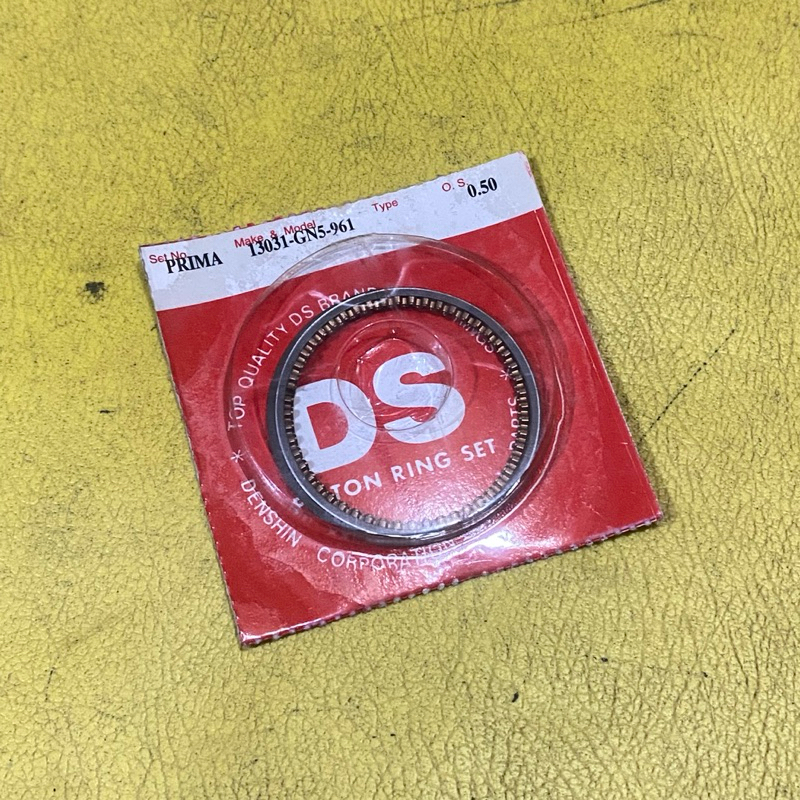 Set No. Make & Model Type O. S.
PRIMA 13031-GN5-961 0.50
* TOP QUALITY DS BRAND
PARTS *
DS
TON RING SET
DENSHIN CORPORATION